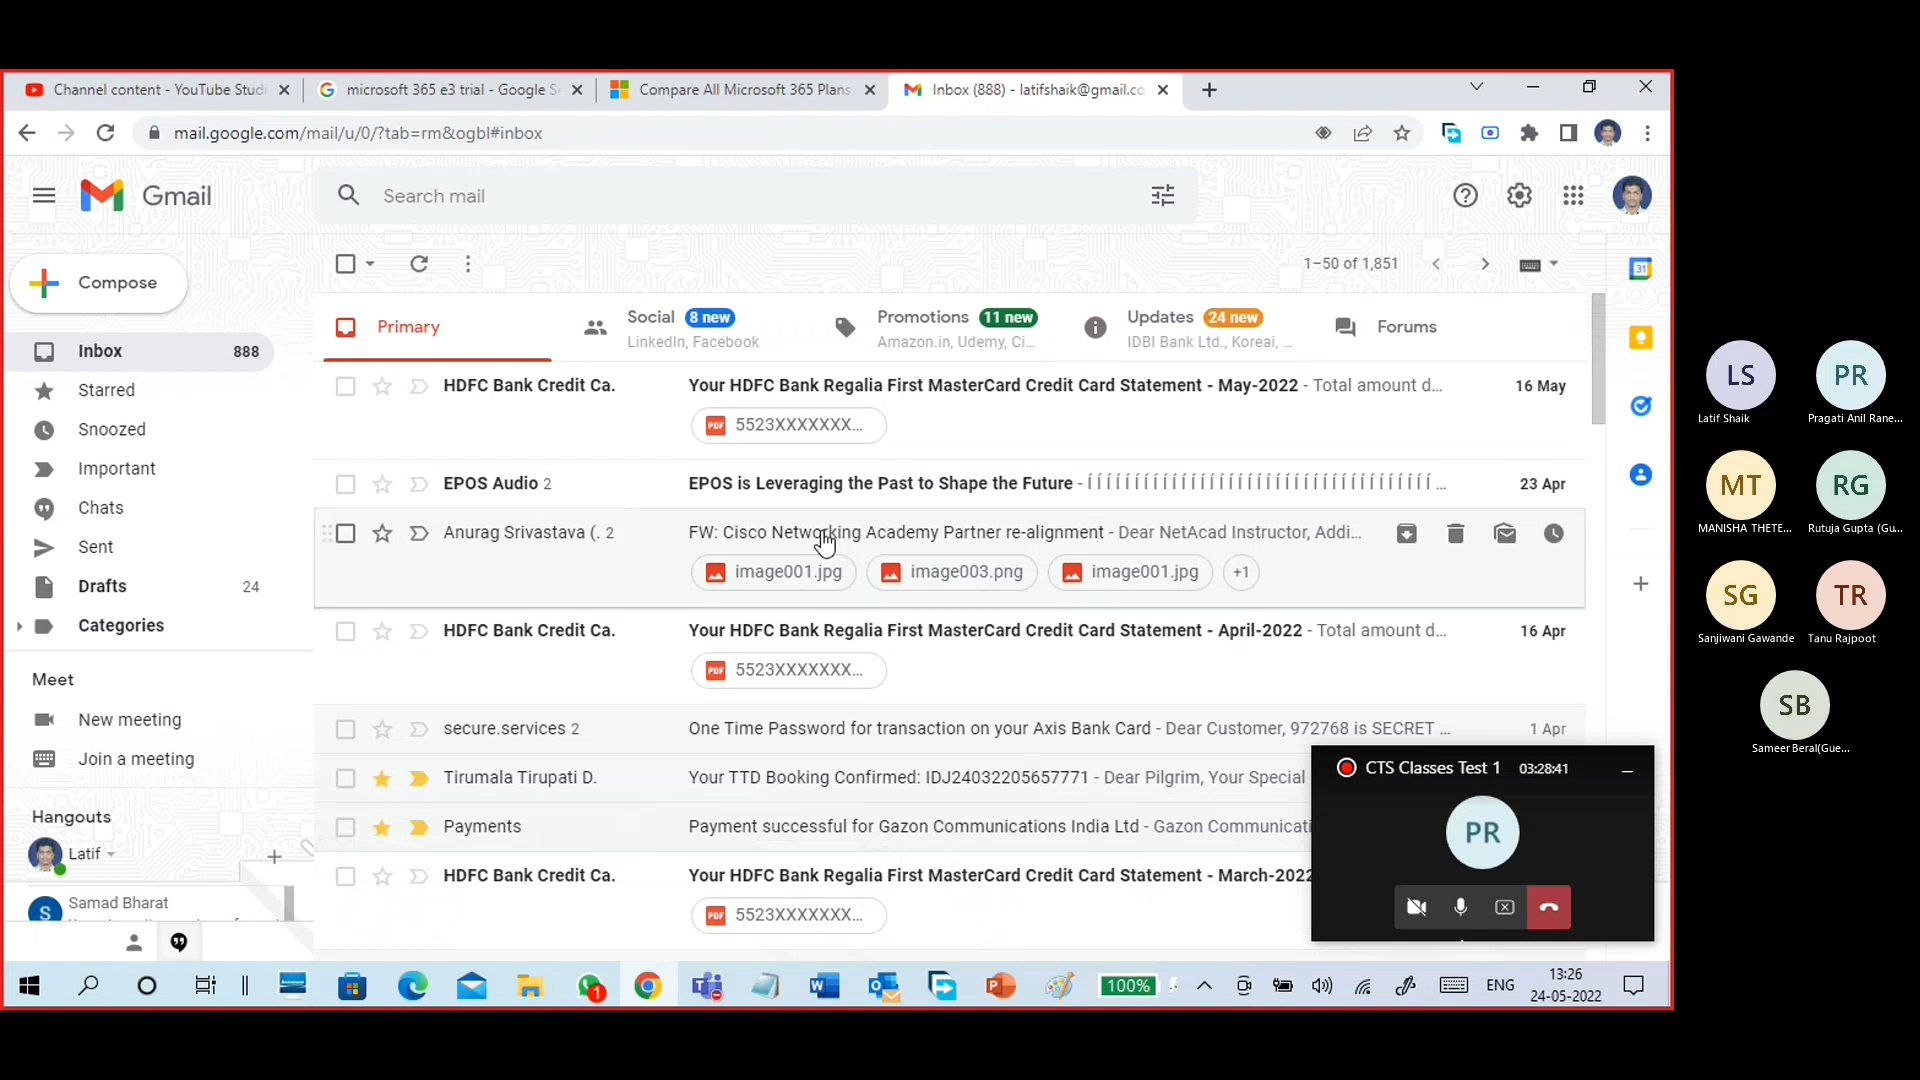 Channel content - YouTube Studi
microsoft 365 e3 trial - Google S
Compare All Microsoft 365 Plans
Inbox (888) - latifshaik@gmail.co
mail.google.com/mail/u/0/?tab=rm&ogbl#inbox
Gmail
Search mail
Compose
1–50 of 1,851
Primary
Social 8 new
LinkedIn, Facebook
Promotions 11 new
Amazon.in, Udemy, Ci...
Updates 24 new
IDBI Bank Ltd., Koreai, ...
Forums
Inbox 888
Starred
Snoozed
Important
Chats
Sent
Drafts 24
Categories
Meet
New meeting
Join a meeting
Hangouts
Latif
Samad Bharat
HDFC Bank Credit Ca. Your HDFC Bank Regalia First MasterCard Credit Card Statement - May-2022 - Total amount d... 16 May
PDF 5523XXXXXXX...
EPOS Audio 2 EPOS is Leveraging the Past to Shape the Future - 23 Apr
Anurag Srivastava (. 2 FW: Cisco Networking Academy Partner re-alignment - Dear NetAcad Instructor, Addi...
image001.jpg image003.png image001.jpg +1
HDFC Bank Credit Ca. Your HDFC Bank Regalia First MasterCard Credit Card Statement - April-2022 - Total amount d... 16 Apr
PDF 5523XXXXXXX...
secure.services 2 One Time Password for transaction on your Axis Bank Card - Dear Customer, 972768 is SECRET ... 1 Apr
Tirumala Tirupati D. Your TTD Booking Confirmed: IDJ24032205657771 - Dear Pilgrim, Your Special
Payments Payment successful for Gazon Communications India Ltd - Gazon Communicati
HDFC Bank Credit Ca. Your HDFC Bank Regalia First MasterCard Credit Card Statement - March-2022
PDF 5523XXXXXXX...
CTS Classes Test 1 03:28:41
PR
100%
ENG
13:26
24-05-2022
LS PR
Latif Shaik Pragati Anil Rane...
MT RG
MANISHA THETE... Rutuja Gupta (Gu...
SG TR
Sanjiwani Gawande Tanu Rajpoot
SB
Sameer Beral(Gue...